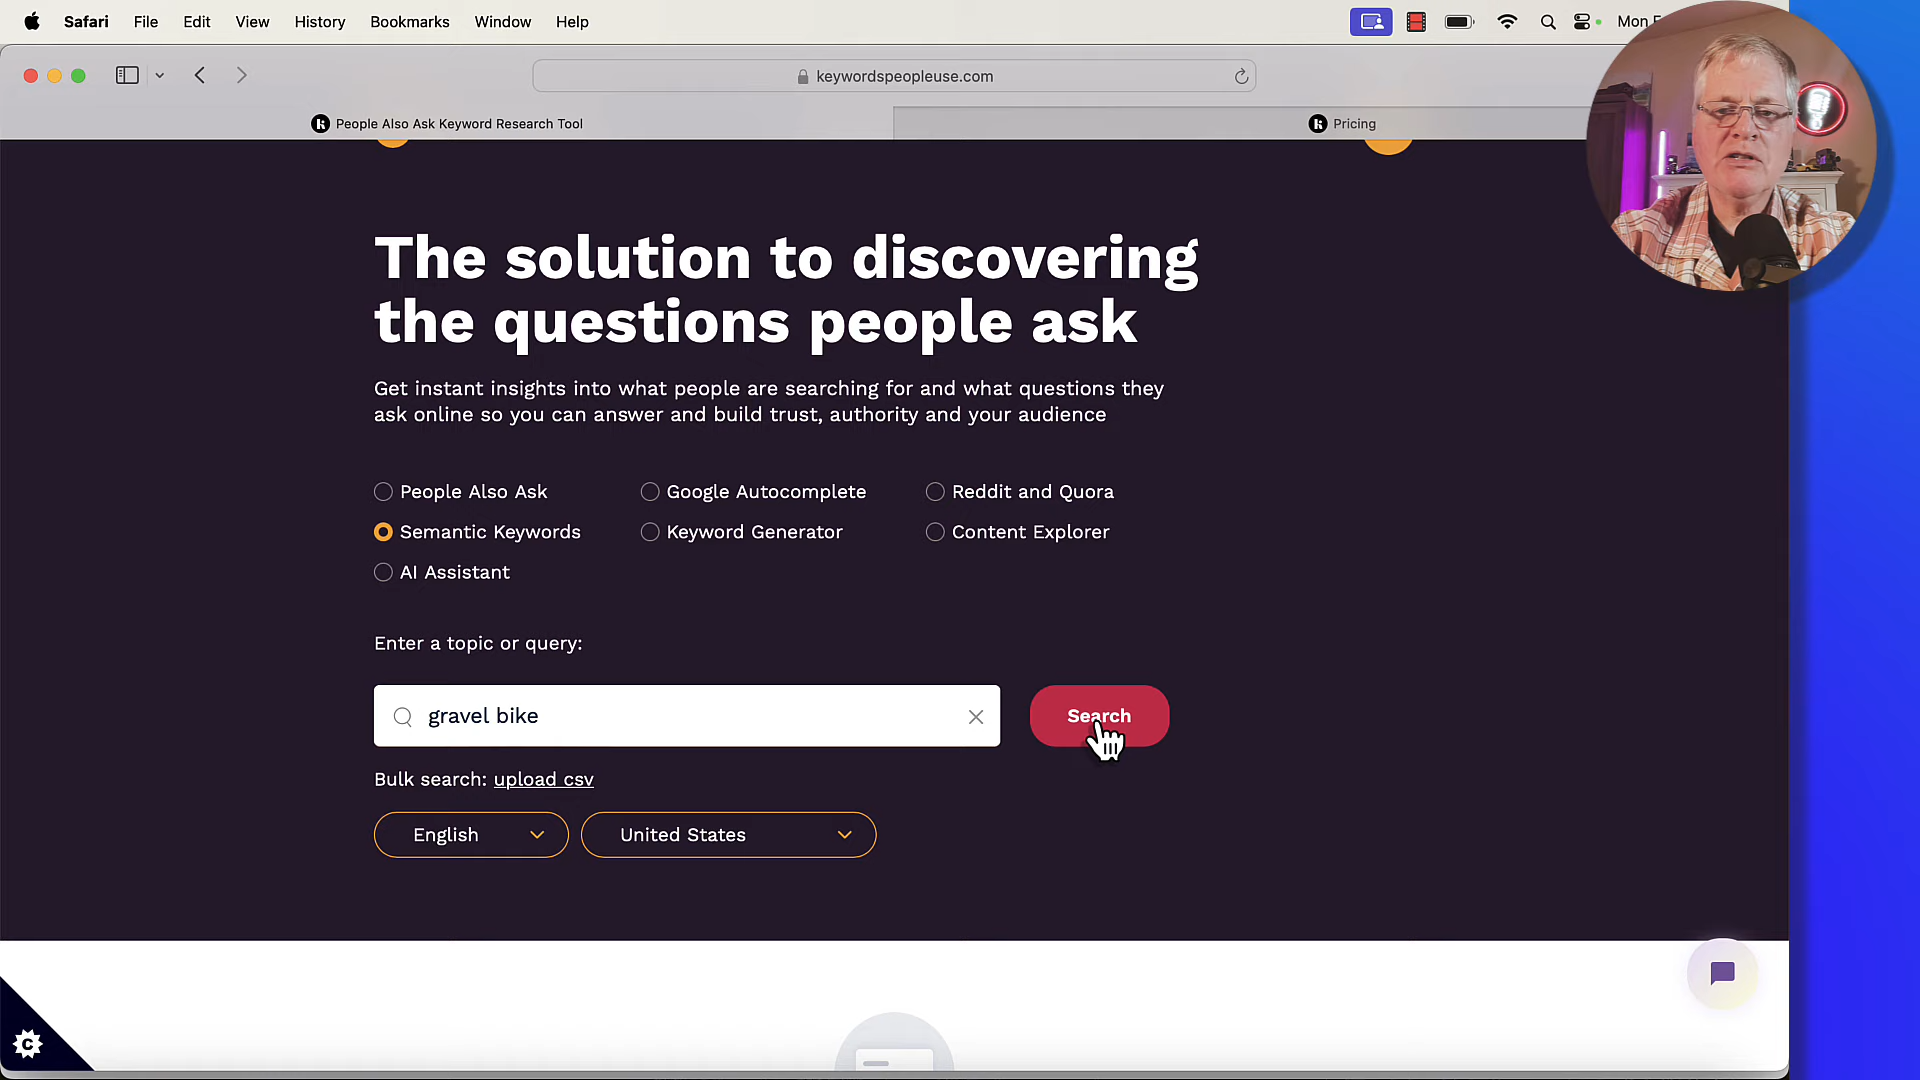 Safari File Edit View History Bookmarks Window Help
Mon
keywordspeopleuse.com
People Also Ask Keyword Research Tool
Pricing
The solution to discovering
the questions people ask
Get instant insights into what people are searching for and what questions they
ask online so you can answer and build trust, authority and your audience
People Also Ask Google Autocomplete Reddit and Quora
Semantic Keywords Keyword Generator Content Explorer
AI Assistant
Enter a topic or query:
gravel bike
Search
Bulk search: upload csv
English United States